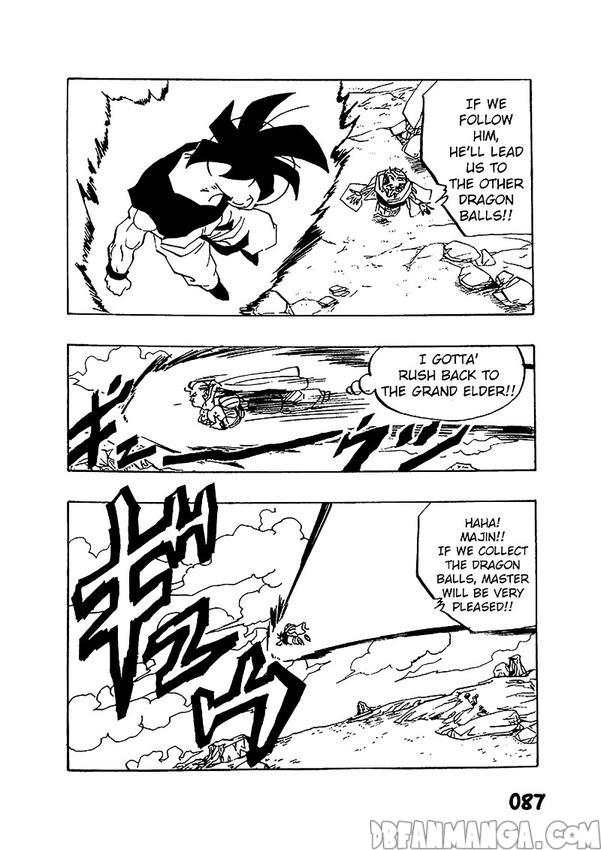 IF WE
FOLLOW
HIM,
HE'LL LEAD
US TO
THE OTHER
DRAGON
BALLS!!
I GOTTA'
RUSH BACK TO
THE GRAND ELDER!!
ギューッ
HAHA!
MAJIN!!
IF WE COLLECT
THE DRAGON
BALLS, MASTER
WILL BE VERY
PLEASED!!
ギュウ
087
DBFANMANGA.COM